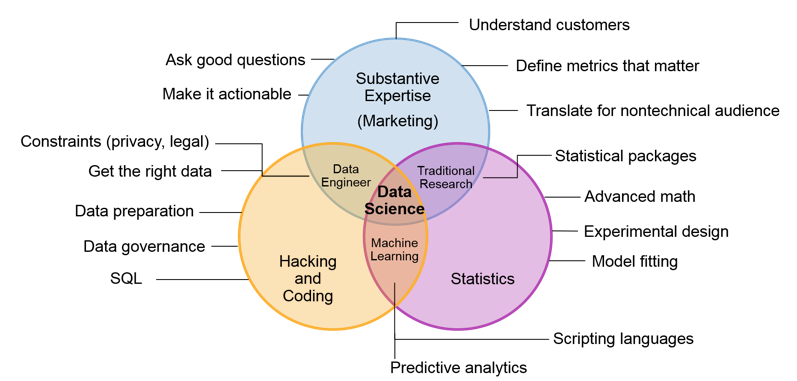 Understand customers
Ask good questions
Define metrics that matter
Substantive
Expertise
Make it actionable
(Marketing)
Translate for nontechnical audience
Constraints (privacy, legal)
Statistical packages
Get the right data
Data
Engineer
Traditional
Research
Data
Science
Advanced math
Data preparation
Experimental design
Data governance
Machine
Learning
Model fitting
Hacking
and
Coding
SQL
Statistics
Scripting languages
Predictive analytics